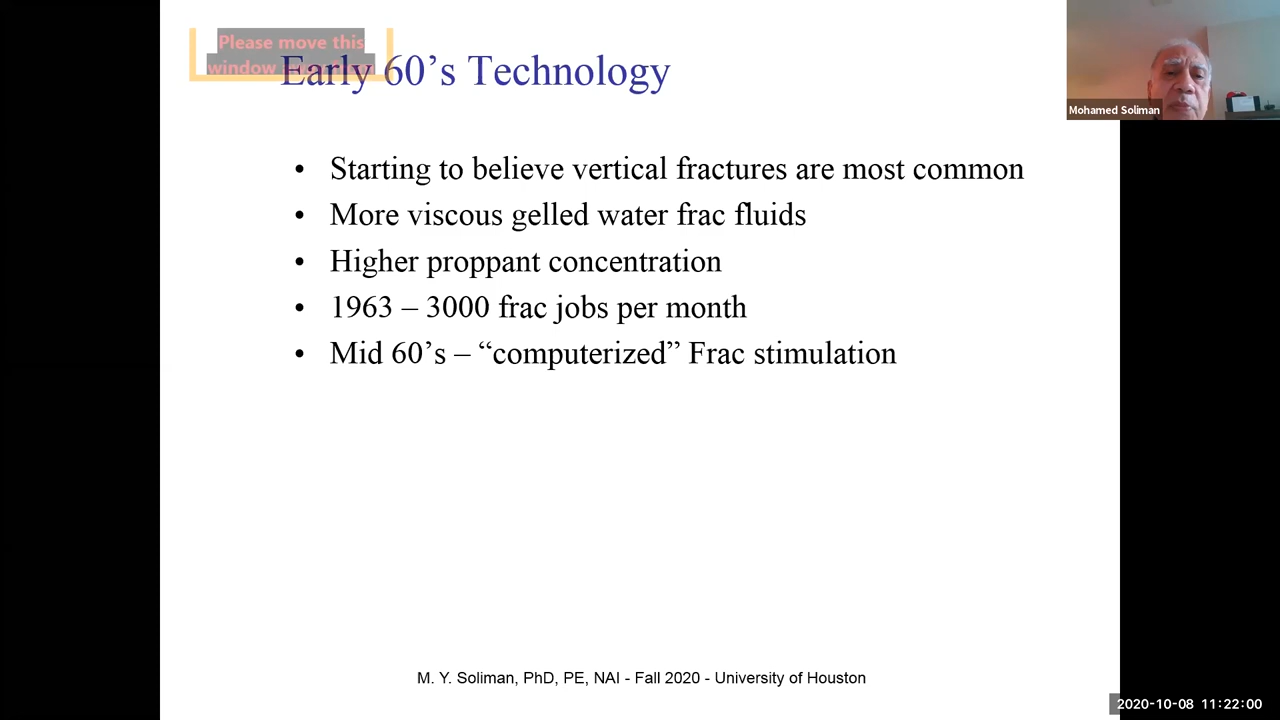 Please move this
window
Early 60’s Technology
Mohamed Soliman
• Starting to believe vertical fractures are most common
• More viscous gelled water frac fluids
• Higher proppant concentration
• 1963 – 3000 frac jobs per month
• Mid 60’s – “computerized” Frac stimulation
M. Y. Soliman, PhD, PE, NAI - Fall 2020 - University of Houston
2020-10-08 11:22:00